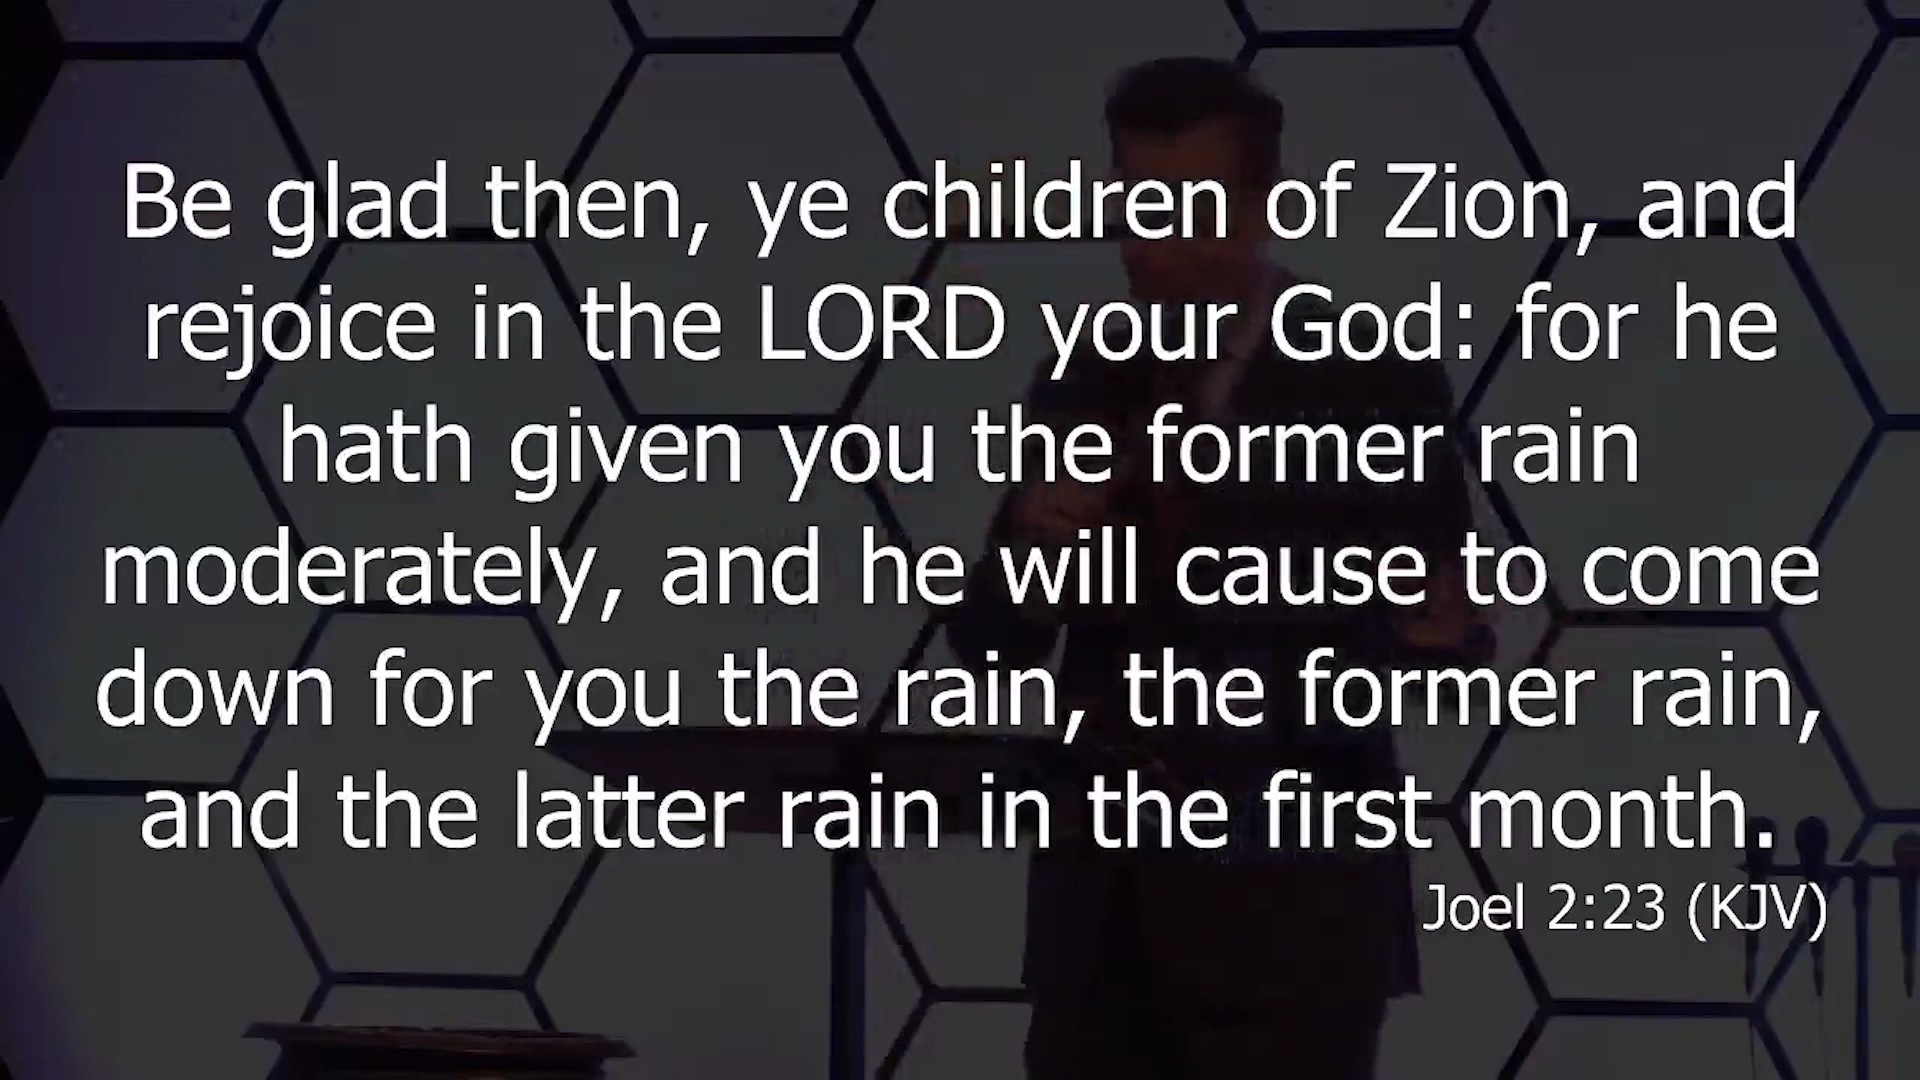 Be glad then, ye children of Zion, and
rejoice in the LORD your God: for he
hath given you the former rain
moderately, and he will cause to come
down for you the rain, the former rain,
and the latter rain in the first month.
Joel 2:23 (KJV)